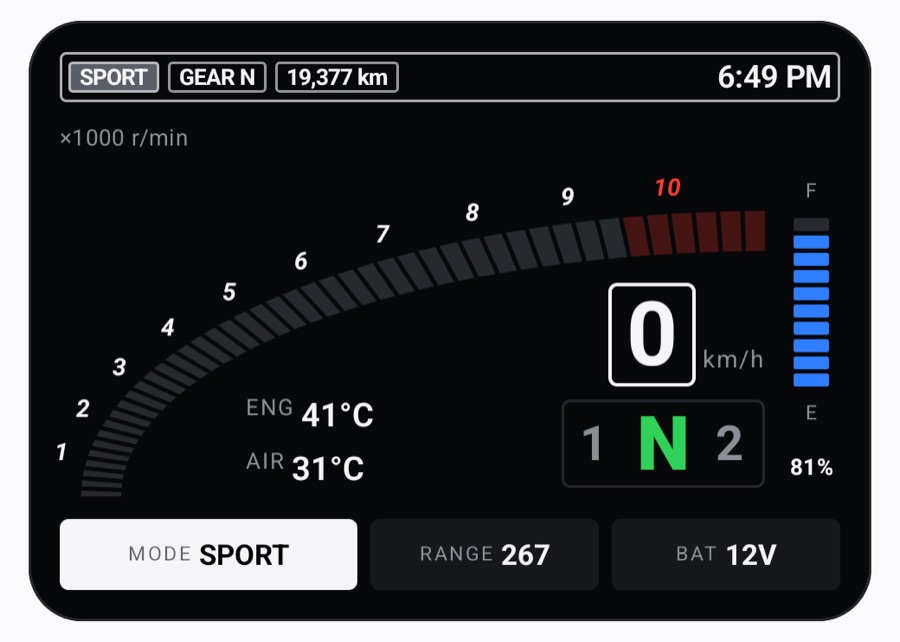 SPORT GEAR N 19,377 km 6:49 PM
×1000 r/min
F
10
9
8
7
6
5
4
3
2
1
0 km/h
ENG 41°C
E
1 N 2
AIR 31°C
81%
MODE SPORT RANGE 267 BAT 12V